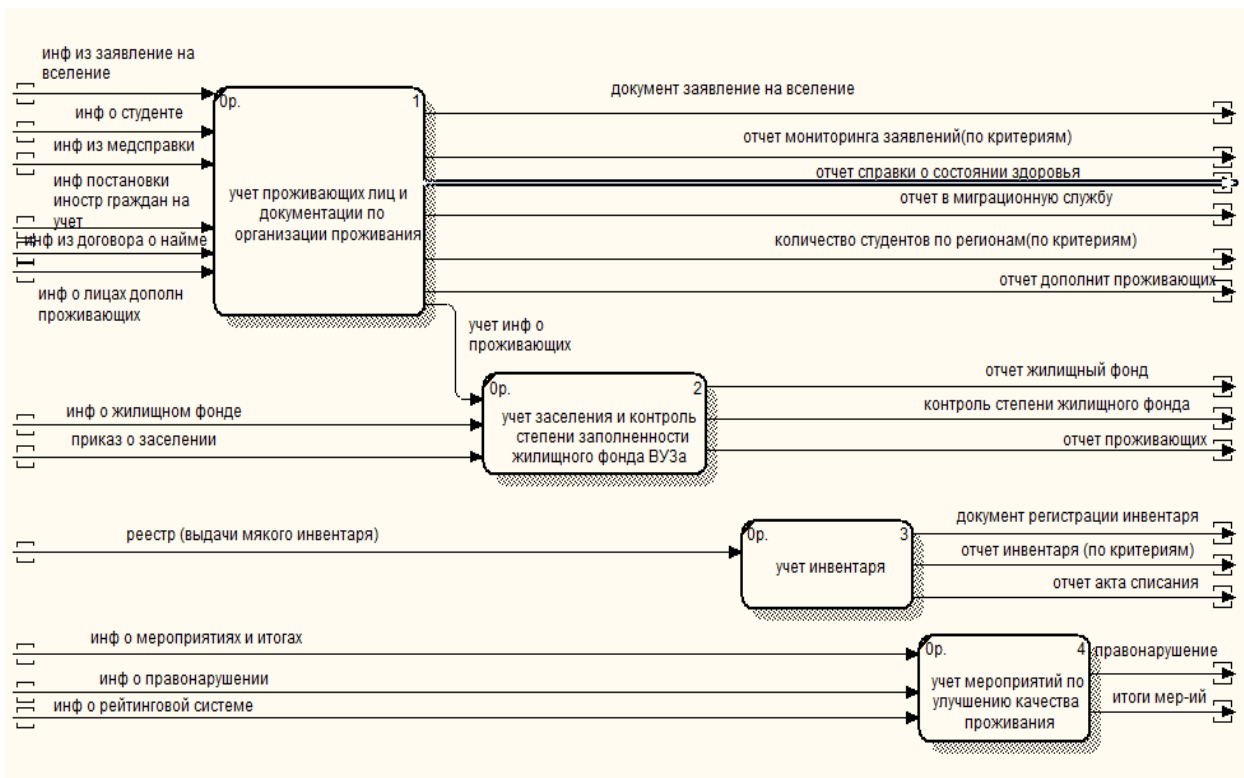 инф из заявление на
вселение
0р.
1
документ заявление на вселение
инф о студенте
отчет мониторинга заявлений(по критериям)
инф из медсправки
отчет справки о состоянии здоровья
инф постановки
иностр граждан на
учет
учет проживающих лиц и
документации по
организации проживания
отчет в миграционную службу
инф из договора о найме
количество студентов по регионам(по критериям)
отчет дополнит проживающих
инф о лицах дополн
проживающих
учет инф о
проживающих
0р.
2
отчет жилищный фонд
инф о жилищном фонде
учет заселения и контроль
степени заполненности
жилищного фонда ВУЗа
контроль степени жилищного фонда
приказ о заселении
отчет проживающих
реестр (выдачи мякого инвентаря)
0р.
3
учет инвентаря
документ регистрации инвентаря
отчет инвентаря (по критериям)
отчет акта списания
инф о мероприятиях и итогах
0р.
4
правонарушение
инф о правонарушении
учет мероприятий по
улучшению качества
проживания
итоги мер-ий
инф о рейтинговой системе